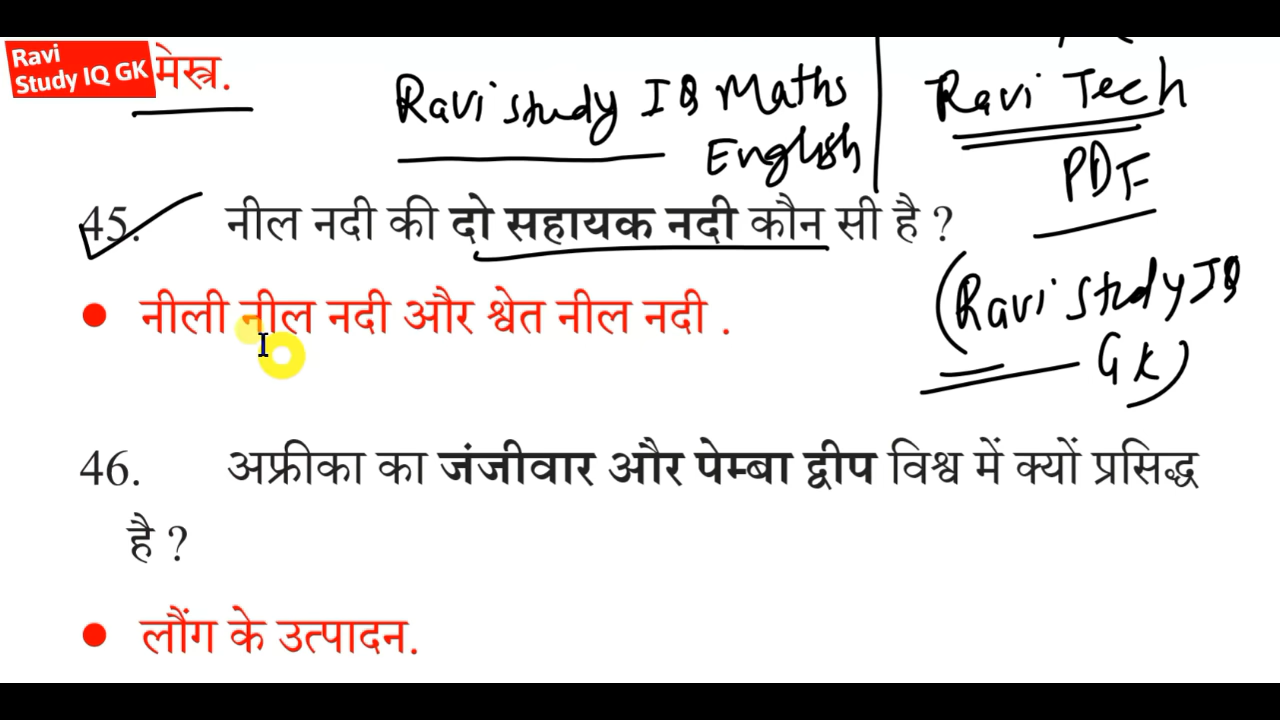 Ravi
Study IQ GK
मेस्त्र.
Ravi study IQ Maths
English
Ravi Tech
PDF
45. नील नदी की दो सहायक नदी कौन सी है ?
(Ravi Study IQ
GK)
● नीली नील नदी और श्वेत नील नदी .
46. अफ्रीका का जंजीवार और पेम्बा द्वीप विश्व में क्यों प्रसिद्ध
है ?
● लौंग के उत्पादन.